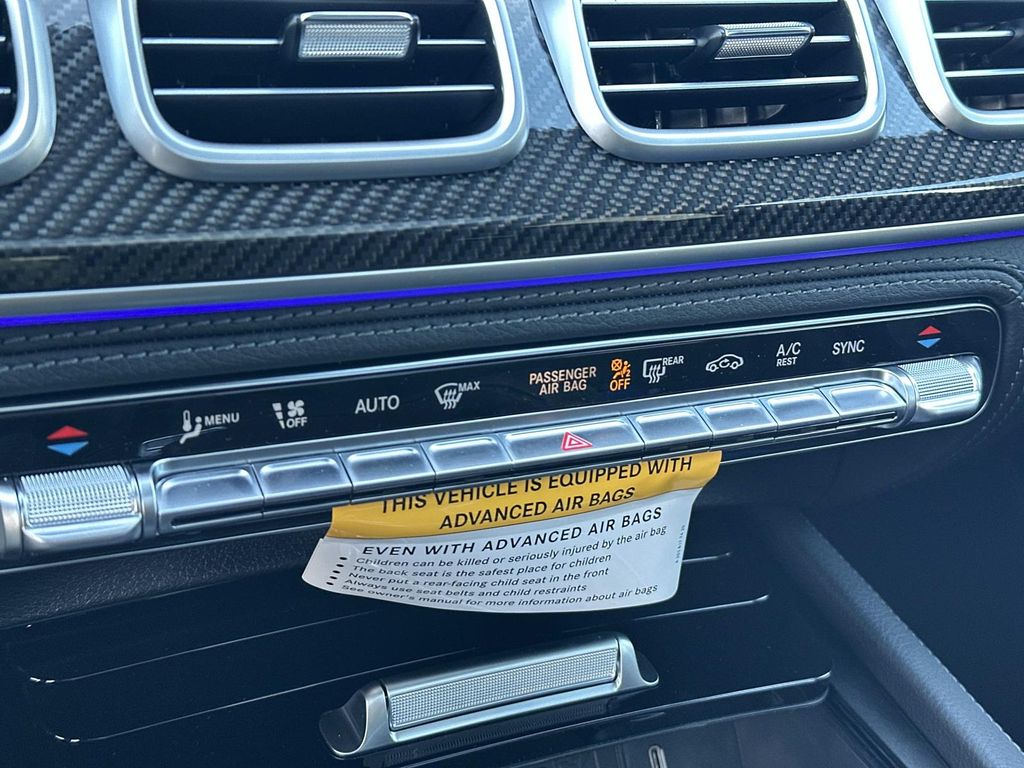 MENU
OFF
AUTO
MAX
PASSENGER
AIR BAG
2
OFF
REAR
A/C
REST
SYNC
THIS VEHICLE IS EQUIPPED WITH
ADVANCED AIR BAGS
EVEN WITH ADVANCED AIR BAGS
• Children can be killed or seriously injured by the air bag
• The back seat is the safest place for children
• Never put a rear-facing child seat in the front
• Always use seat belts and child restraints
• See owner's manual for more information about air bags